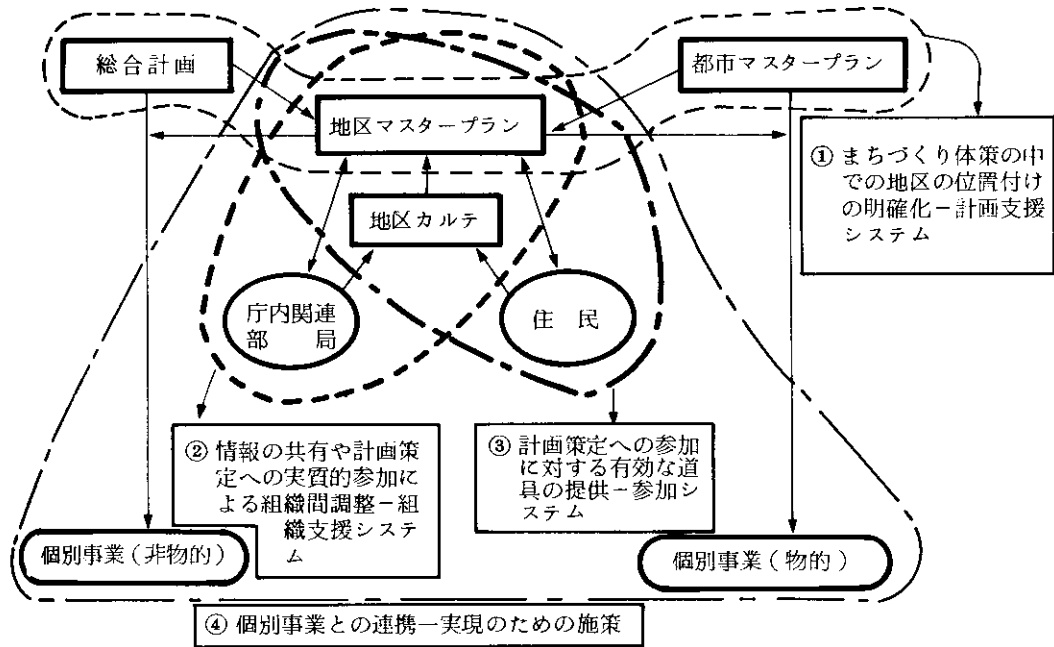 総合計画
都市マスタープラン
地区マスタープラン
① まちづくり体策の中
での地区の位置付け
の明確化－計画支援
システム
地区カルテ
庁内関連
部　局
住　民
② 情報の共有や計画策
定への実質的参加に
よる組織間調整－組
織支援システテ
ム
③ 計画策定への参加
に対する有効な道
具の提供－参加シ
ステム
個別事業（非物的）
個別事業（物的）
④ 個別事業との連携－実現のための施策